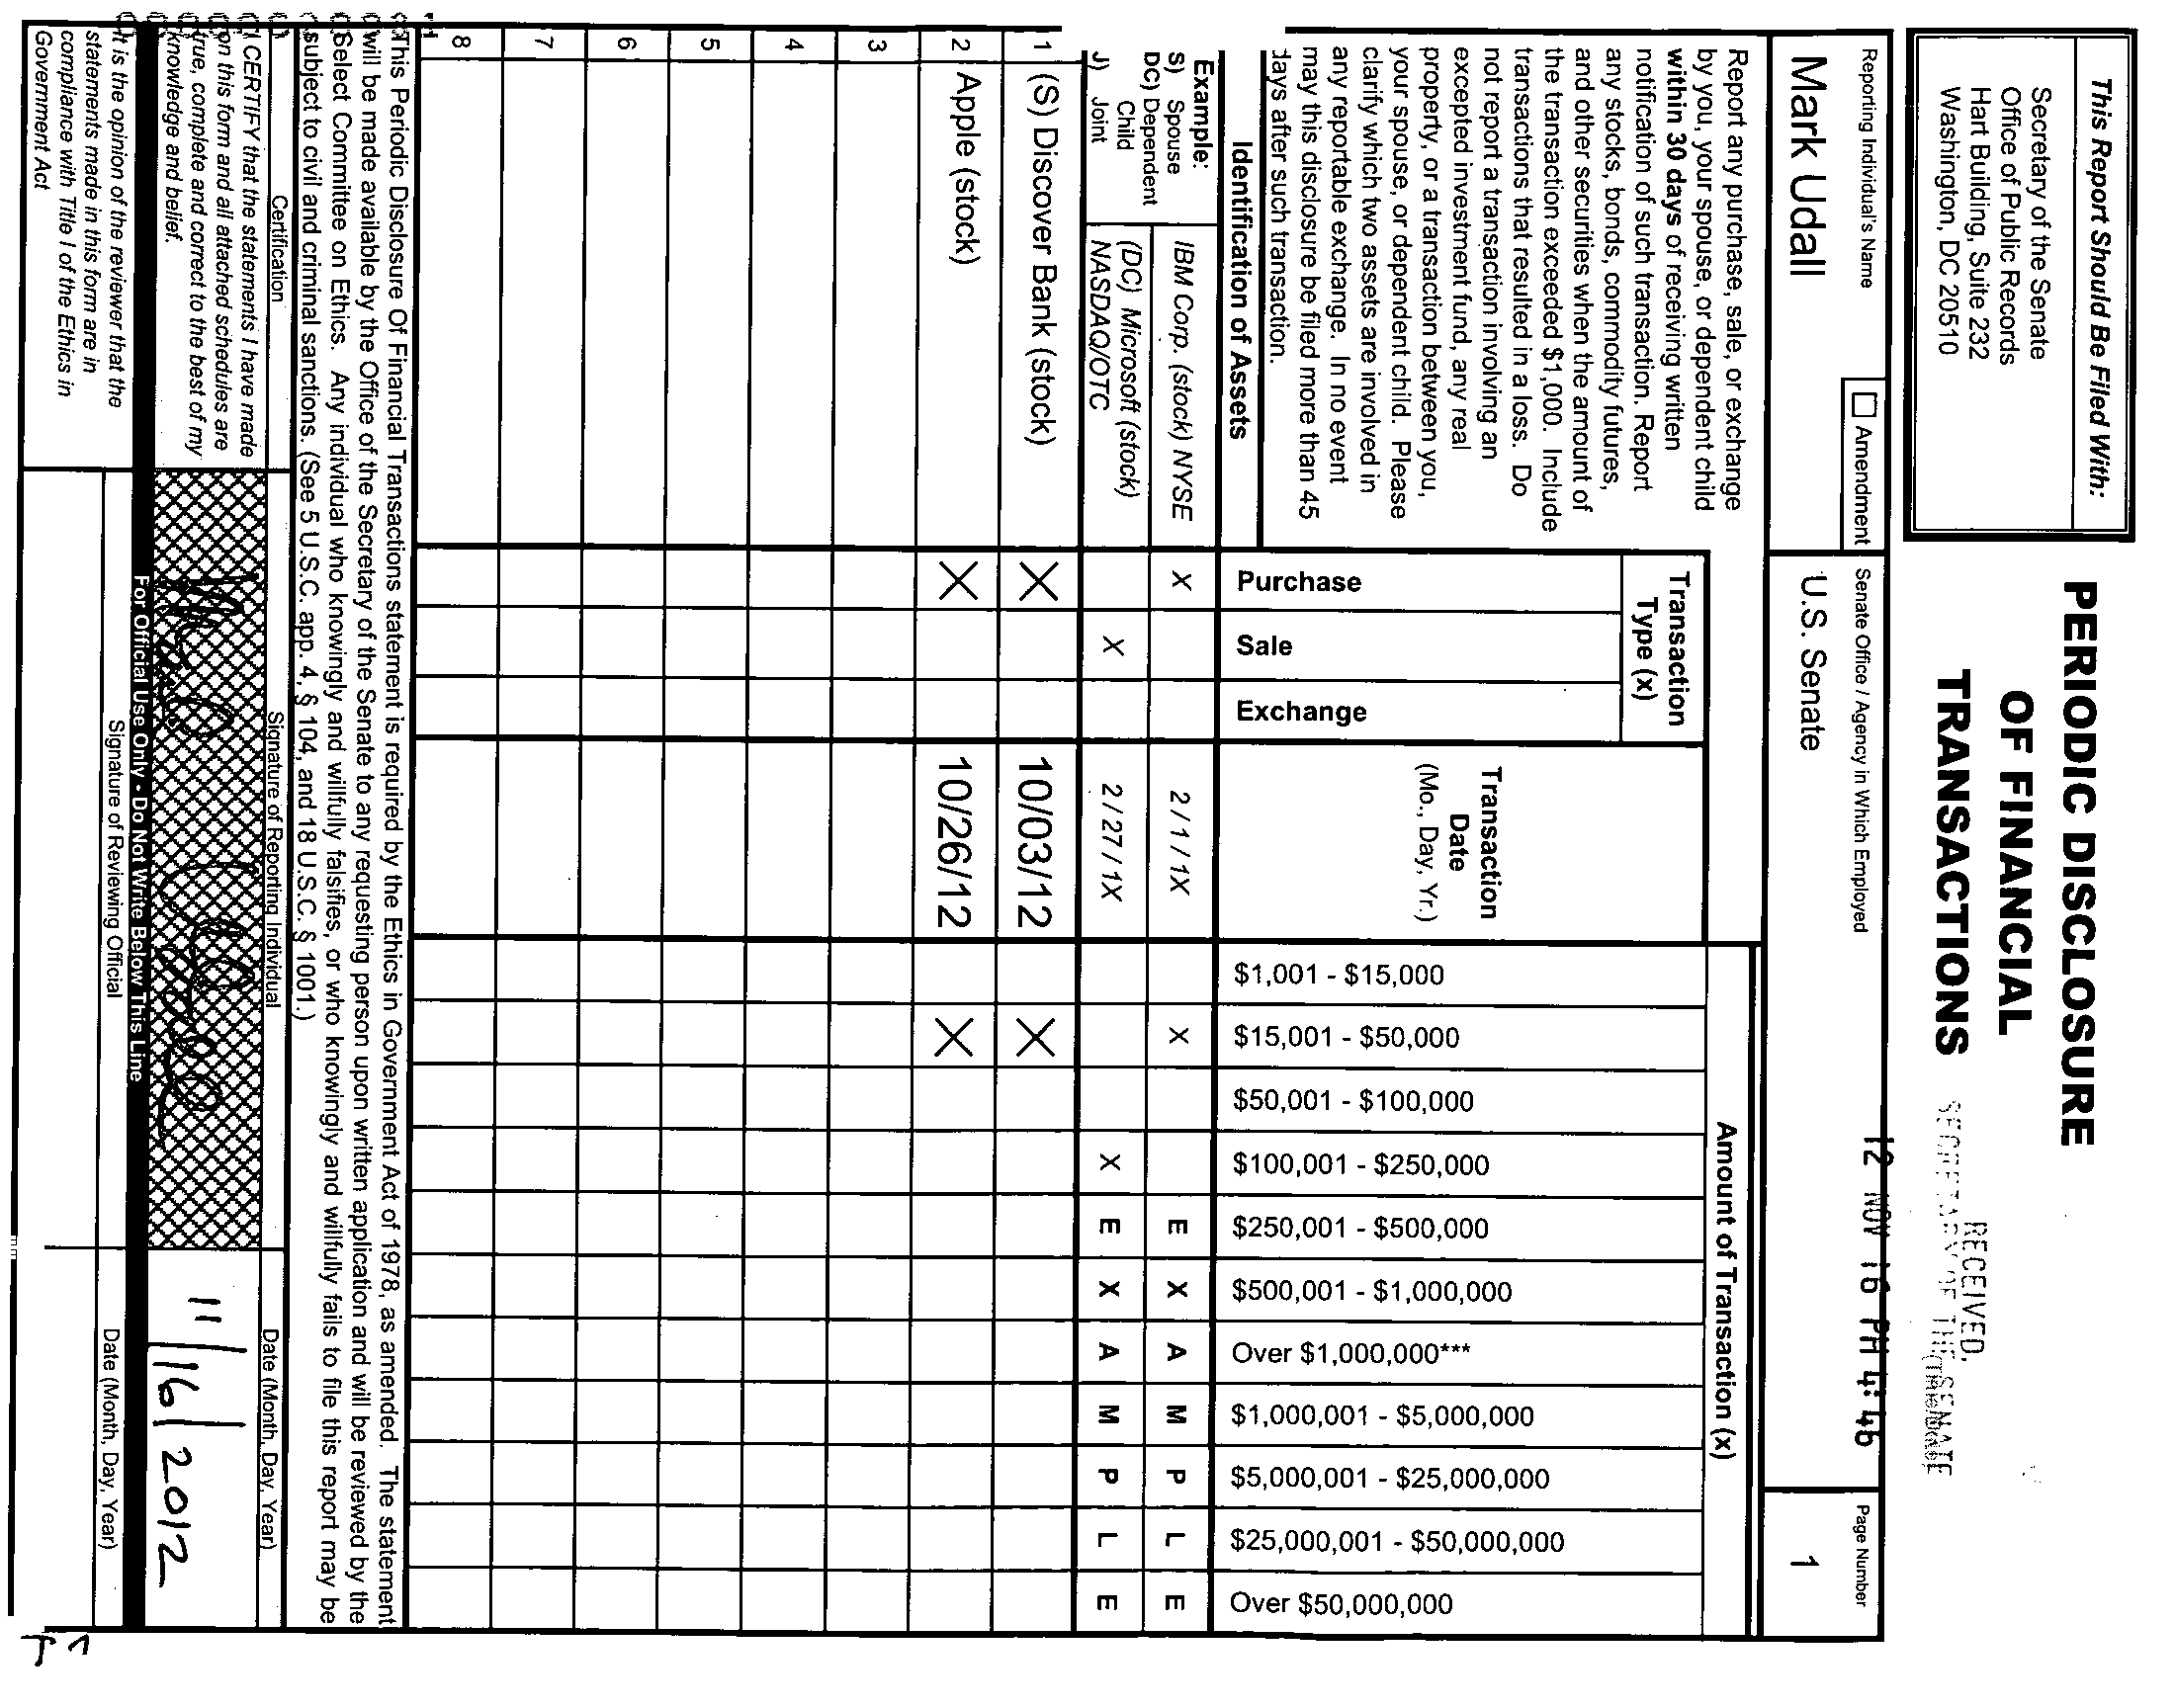 This Report Should Be Filed With:
Secretary of the Senate
Office of Public Records
Hart Building, Suite 232
Washington, DC 20510
PERIODIC DISCLOSURE
OF FINANCIAL
TRANSACTIONS
RECEIVED
SECRETARY OF THE SENATE
12 NOV 16 PM 4:46
Reporting Individual's Name
Mark Udall
Amendment
Senate Office / Agency in Which Employed
U.S. Senate
Page Number
1
Report any purchase, sale, or exchange
by you, your spouse, or dependent child
within 30 days of receiving written
notification of such transaction. Report
any stocks, bonds, commodity futures,
and other securities when the amount of
the transaction exceeded $1,000. Include
transactions that resulted in a loss. Do
not report a transaction involving an
excepted investment fund, any real
property, or a transaction between you,
your spouse, or dependent child. Please
clarify which two assets are involved in
any reportable exchange. In no event
may this disclosure be filed more than 45
days after such transaction.
Identification of Assets
Transaction
Type (x)
Purchase
Sale
Exchange
Transaction
Date
(Mo., Day, Yr.)
Amount of Transaction (x)
$1,001 - $15,000
$15,001 - $50,000
$50,001 - $100,000
$100,001 - $250,000
$250,001 - $500,000
$500,001 - $1,000,000
Over $1,000,000***
$1,000,001 - $5,000,000
$5,000,001 - $25,000,000
$25,000,001 - $50,000,000
Over $50,000,000
Example:
S) Spouse
DC) Dependent
Child
J) Joint
IBM Corp. (stock) NYSE X 2 / 1 / 1X X E X A M P L E
(DC) Microsoft (stock)
NASDAQ/OTC X 2 / 27 / 1X X E X A M P L E
1 (S) Discover Bank (stock) X 10/03/12 X
2 Apple (stock) X 10/26/12 X
3
4
5
6
7
8
This Periodic Disclosure Of Financial Transactions statement is required by the Ethics in Government Act of 1978, as amended. The statement
will be made available by the Office of the Secretary of the Senate to any requesting person upon written application and will be reviewed by the
Select Committee on Ethics. Any individual who knowingly and willfully falsifies, or who knowingly and willfully fails to file this report may be
subject to civil and criminal sanctions. (See 5 U.S.C. app. 4, § 104, and 18 U.S.C. § 1001.)
Certification
Signature of Reporting Individual
Date (Month, Day, Year)
I CERTIFY that the statements I have made
on this form and all attached schedules are
true, complete and correct to the best of my
knowledge and belief.
11/16/2012
For Official Use Only - Do Not Write Below This Line
It is the opinion of the reviewer that the
statements made in this form are in
compliance with Title I of the Ethics in
Government Act
Signature of Reviewing Official
Date (Month, Day, Year)